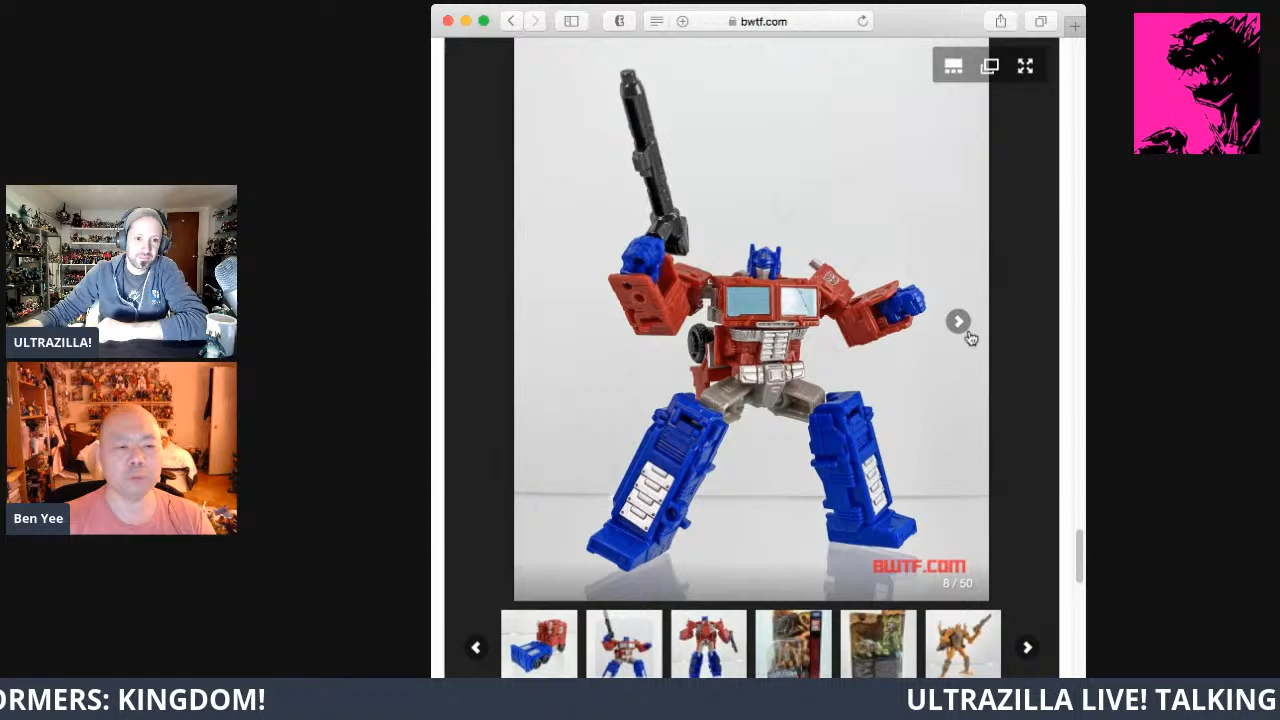 bwtf.com
ULTRAZILLA!
Ben Yee
BWTF.COM
8 / 50
ORMERS: KINGDOM!
ULTRAZILLA LIVE! TALKING